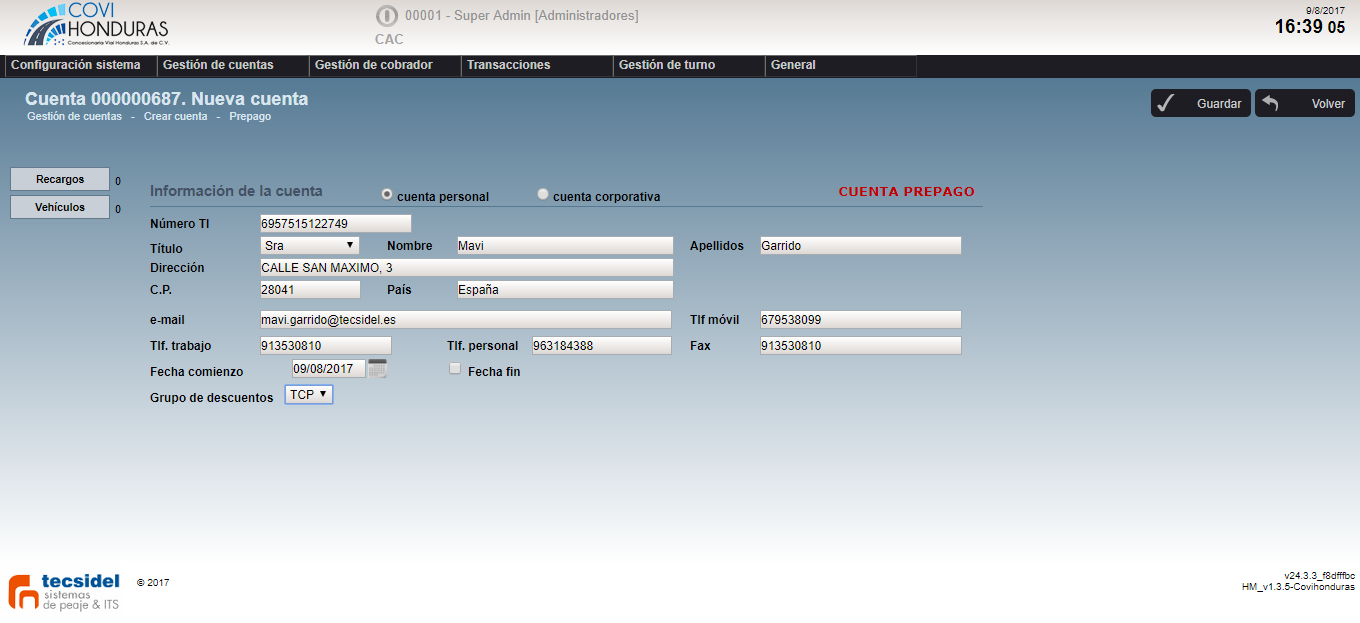 COVI
HONDURAS
Concesionaria Vial Honduras S.A. de C.V.
00001 - Super Admin [Administradores]
CAC
9/8/2017
16:39 05
Configuración sistema Gestión de cuentas Gestión de cobrador Transacciones Gestión de turno General
Cuenta 000000687. Nueva cuenta
Gestión de cuentas - Crear cuenta - Prepago
Guardar Volver
Recargos 0
Vehículos 0
Información de la cuenta cuenta personal cuenta corporativa CUENTA PREPAGO
Número TI 6957515122749
Título Sra Nombre Mavi Apellidos Garrido
Dirección CALLE SAN MAXIMO, 3
C.P. 28041 País España
e-mail mavi.garrido@tecsidel.es Tlf móvil 679538099
Tlf. trabajo 913530810 Tlf. personal 963184388 Fax 913530810
Fecha comienzo 09/08/2017 Fecha fin
Grupo de descuentos TCP
tecsidel
sistemas
de peaje & ITS
© 2017
v24.3.3_f8dfffbc
HM_v1.3.5-Covihonduras